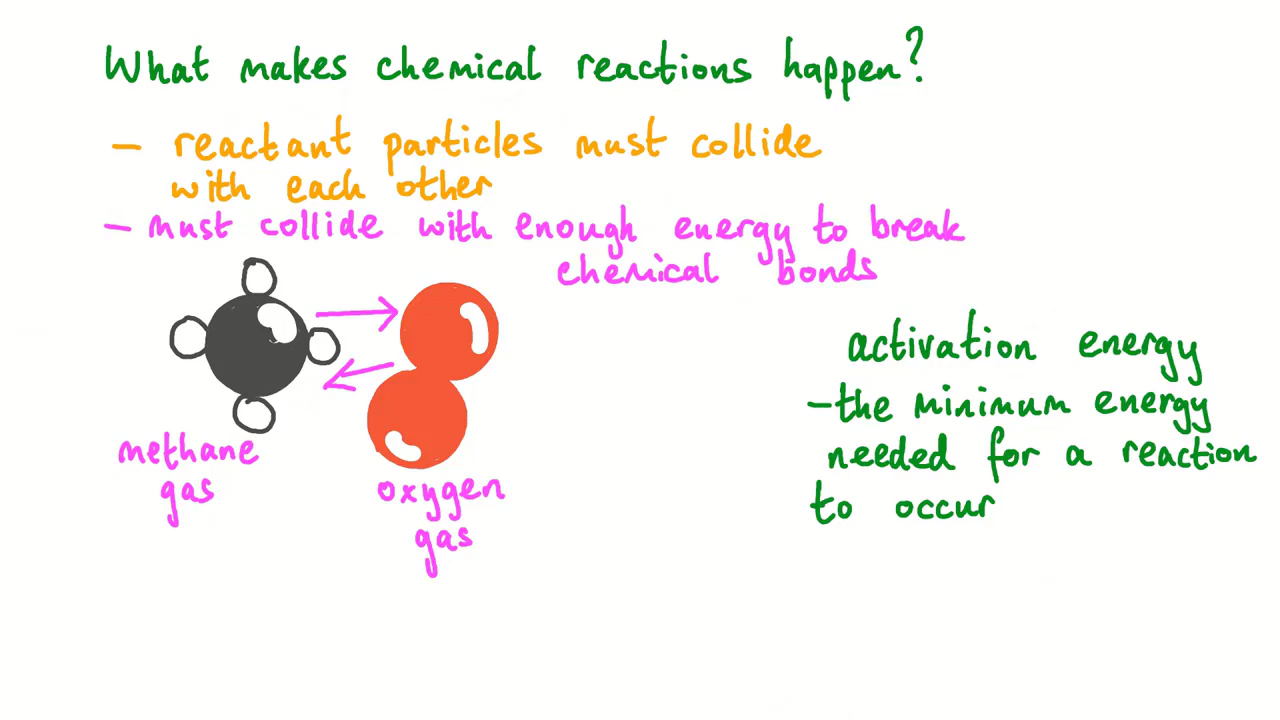 What makes chemical reactions happen?
– reactant particles must collide
with each other
– must collide with enough energy to break
chemical bonds
methane
gas
oxygen
gas
activation energy
– the minimum energy
needed for a reaction
to occur